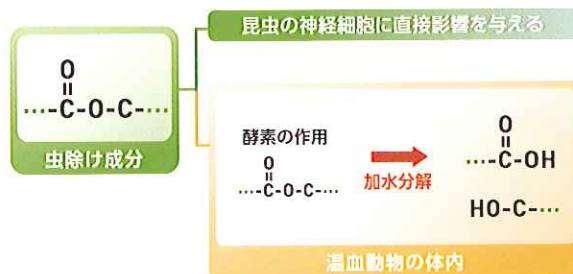 昆虫の神経細胞に直接影響を与える
O
||
…-C-O-C-…
虫除け成分
酵素の作用
O
||
…-C-O-C-…
加水分解
O
||
…-C-OH
HO-C-…
温血動物の体内